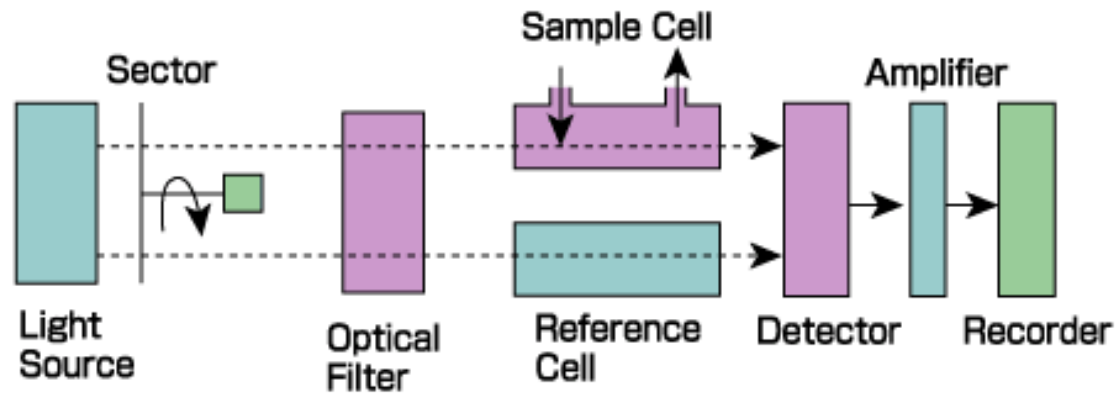 Sample Cell
Sector
Amplifier
Light
Source
Optical
Filter
Reference
Cell
Detector
Recorder